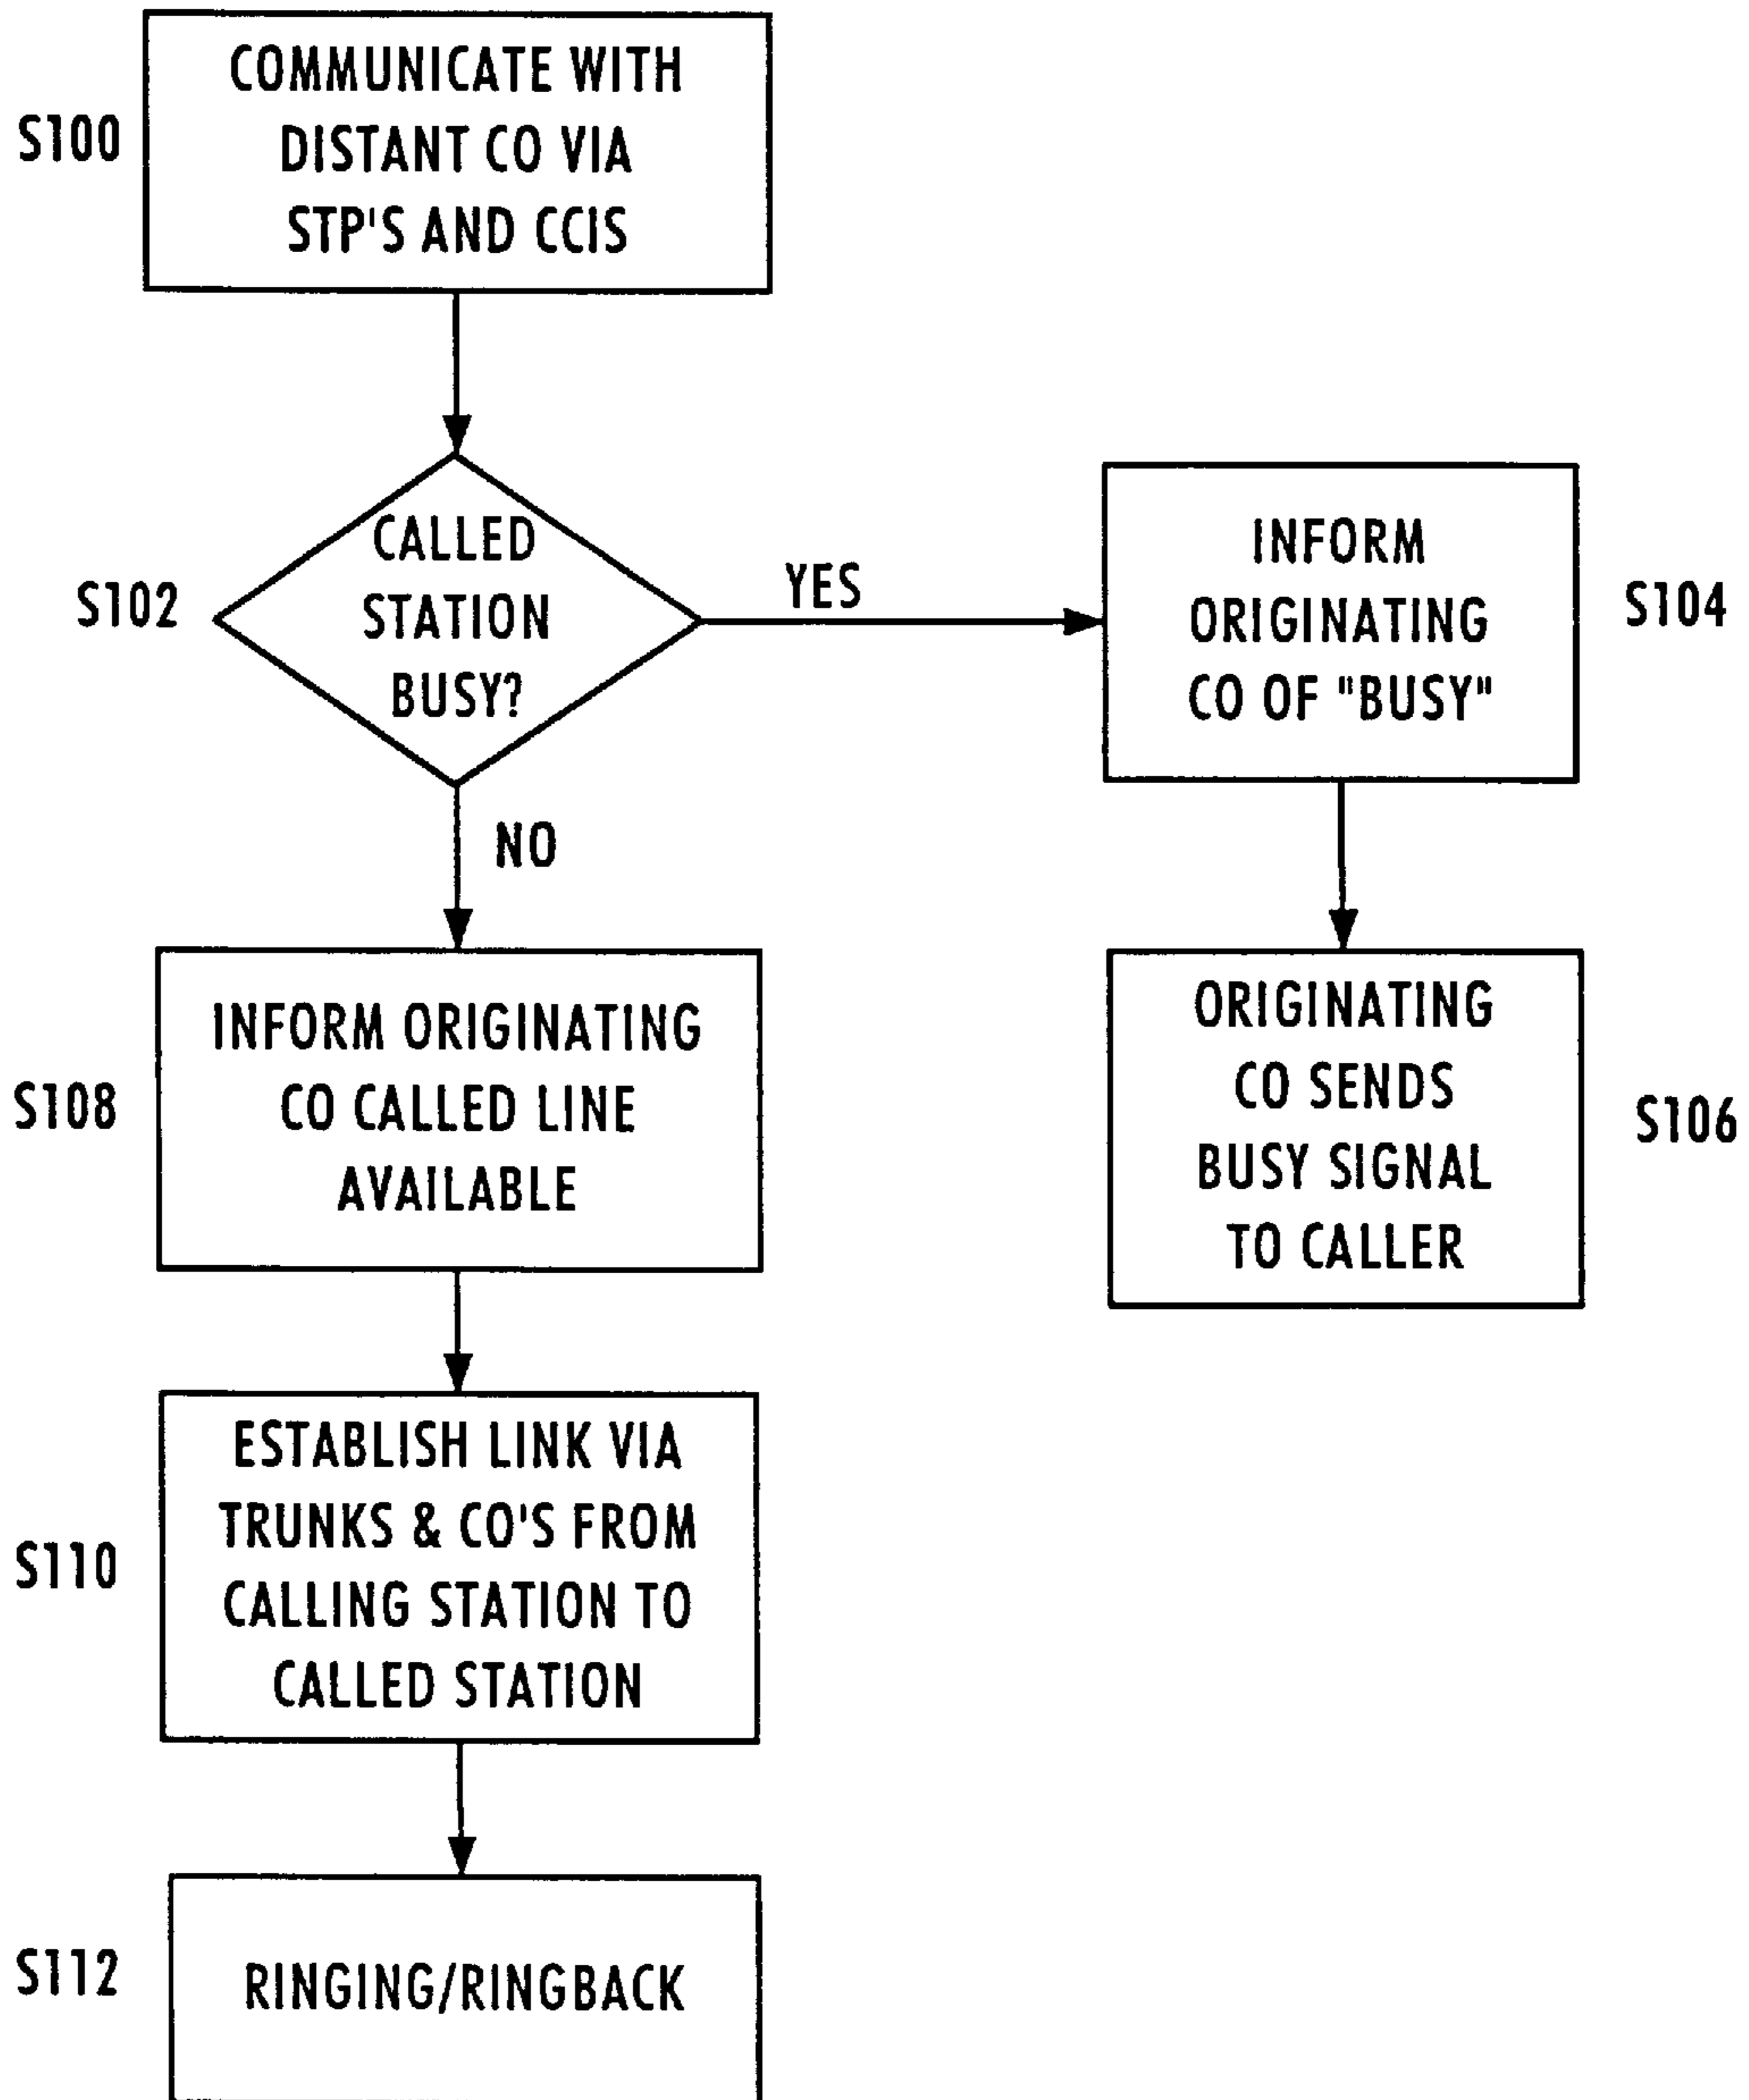 S100
COMMUNICATE WITH
DISTANT CO VIA
STP'S AND CCIS
S102
CALLED
STATION
BUSY?
YES
INFORM
ORIGINATING
CO OF "BUSY"
S104
NO
ORIGINATING
CO SENDS
BUSY SIGNAL
TO CALLER
S106
S108
INFORM ORIGINATING
CO CALLED LINE
AVAILABLE
S110
ESTABLISH LINK VIA
TRUNKS & CO'S FROM
CALLING STATION TO
CALLED STATION
S112
RINGING/RINGBACK